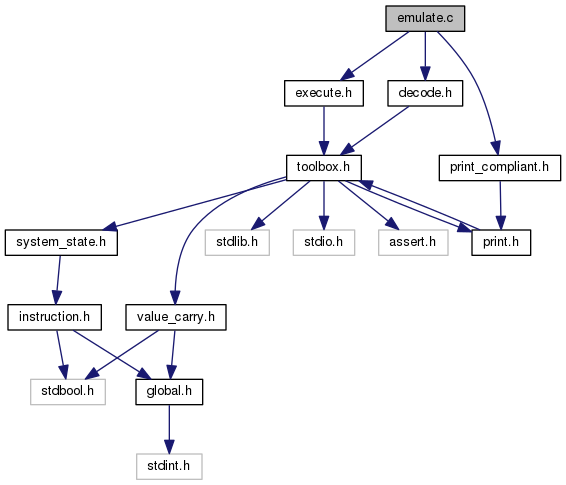 emulate.c
execute.h
decode.h
toolbox.h
print_compliant.h
system_state.h
stdlib.h
stdio.h
assert.h
print.h
instruction.h
value_carry.h
stdbool.h
global.h
stdint.h